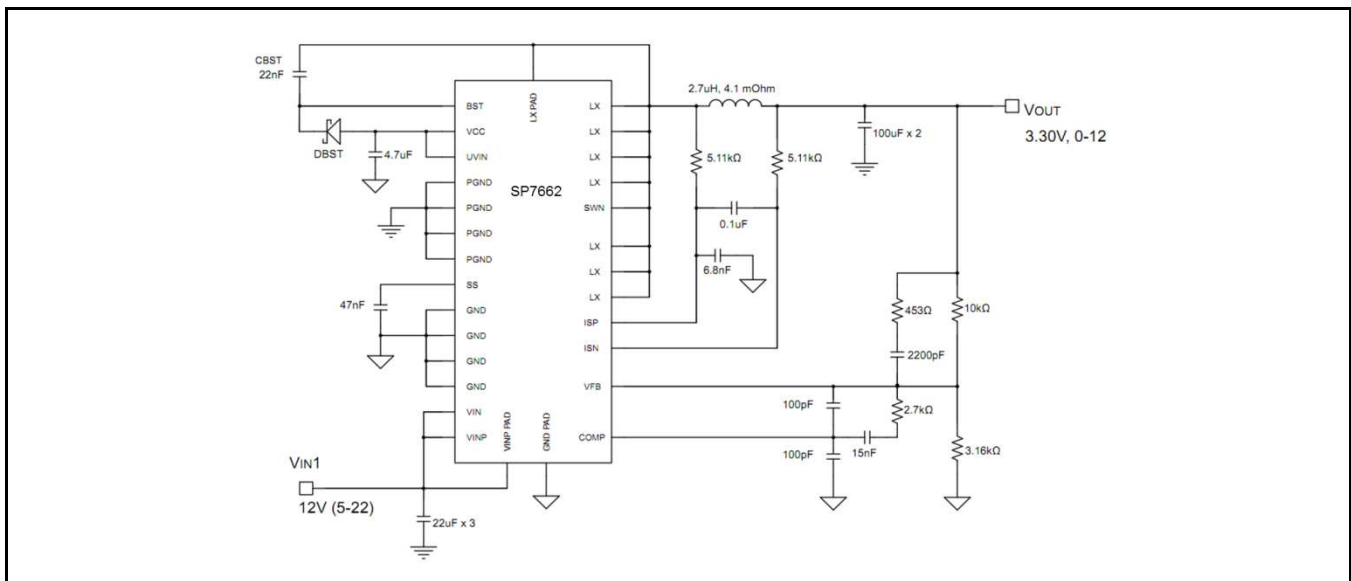 CBST
22nF
BST
VCC
UVIN
PGND
PGND
PGND
PGND
SS
GND
GND
GND
GND
VIN
VINP
DBST
4.7uF
47nF
VIN1
12V (5-22)
22uF x 3
SP7662
LX PAD
VINP PAD
GND PAD
LX
LX
LX
LX
SWN
LX
LX
LX
ISP
ISN
VFB
COMP
2.7uH, 4.1 mOhm
5.11kΩ
5.11kΩ
0.1uF
6.8nF
100uF x 2
VOUT
3.30V, 0-12
453Ω
10kΩ
2200pF
100pF
2.7kΩ
100pF
15nF
3.16kΩ